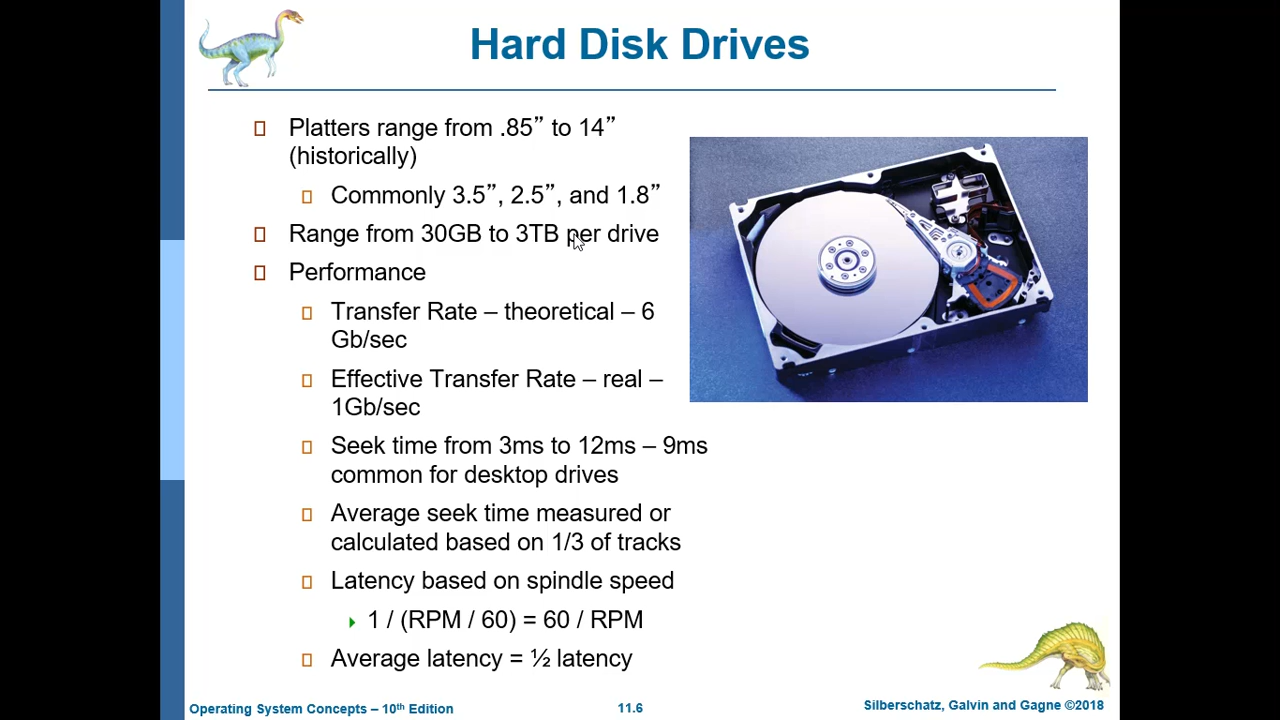 Hard Disk Drives
Platters range from .85” to 14”
(historically)
Commonly 3.5”, 2.5”, and 1.8”
Range from 30GB to 3TB per drive
Performance
Transfer Rate – theoretical – 6
Gb/sec
Effective Transfer Rate – real –
1Gb/sec
Seek time from 3ms to 12ms – 9ms
common for desktop drives
Average seek time measured or
calculated based on 1/3 of tracks
Latency based on spindle speed
1 / (RPM / 60) = 60 / RPM
Average latency = ½ latency
Operating System Concepts – 10th Edition
11.6
Silberschatz, Galvin and Gagne ©2018